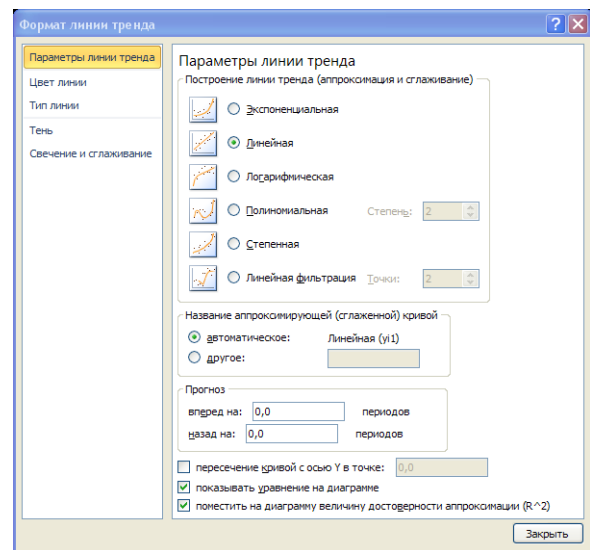 Формат линии тренда
Параметры линии тренда
Цвет линии
Тип линии
Тень
Свечение и сглаживание
Параметры линии тренда
Построение линии тренда (аппроксимация и сглаживание)
Экспоненциальная
Линейная
Логарифмическая
Полиномиальная Степень: 2
Степенная
Линейная фильтрация Точки: 2
Название аппроксимирующей (сглаженной) кривой
автоматическое: Линейная (yi1)
другое:
Прогноз
вперед на: 0,0 периодов
назад на: 0,0 периодов
пересечение кривой с осью Y в точке: 0,0
показывать уравнение на диаграмме
поместить на диаграмму величину достоверности аппроксимации (R^2)
Закрыть